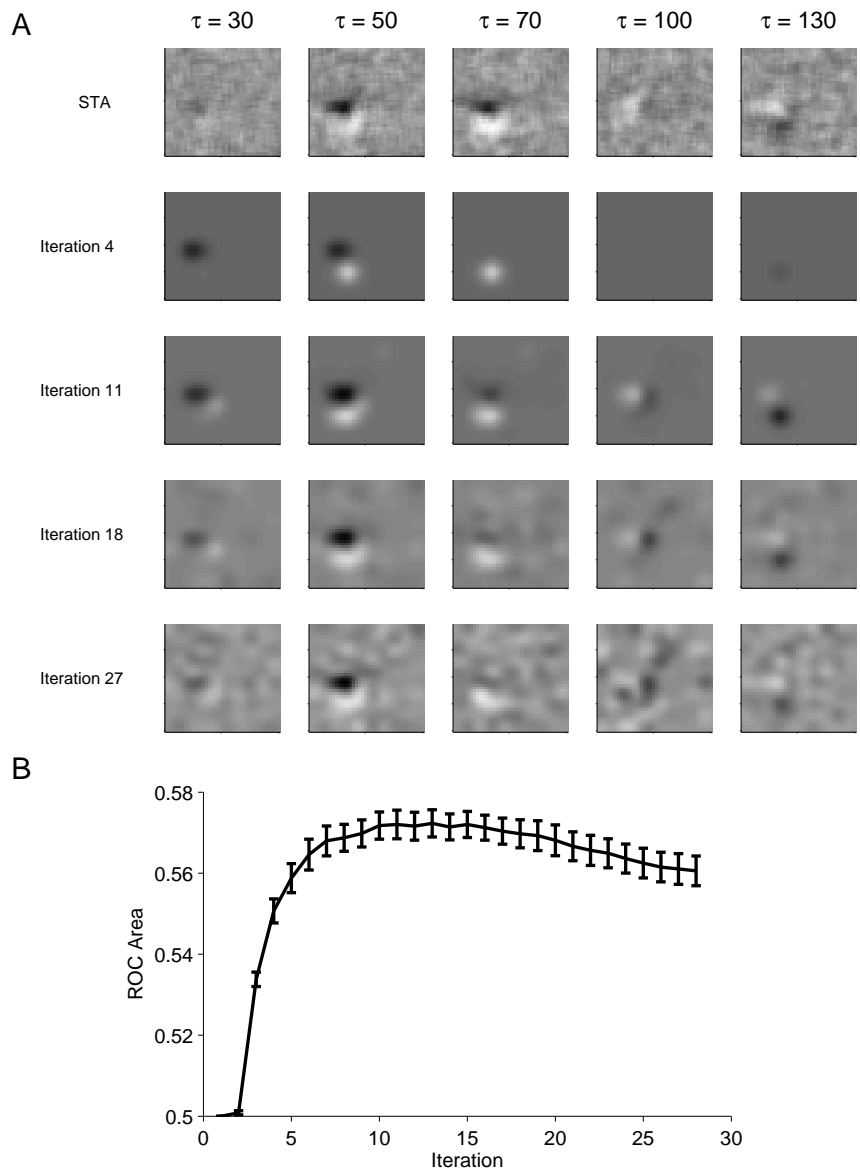 A
τ = 30 τ = 50 τ = 70 τ = 100 τ = 130
STA
Iteration 4
Iteration 11
Iteration 18
Iteration 27
B
0.58
0.56
0.54
0.52
0.5
ROC Area
0 5 10 15 20 25 30
Iteration